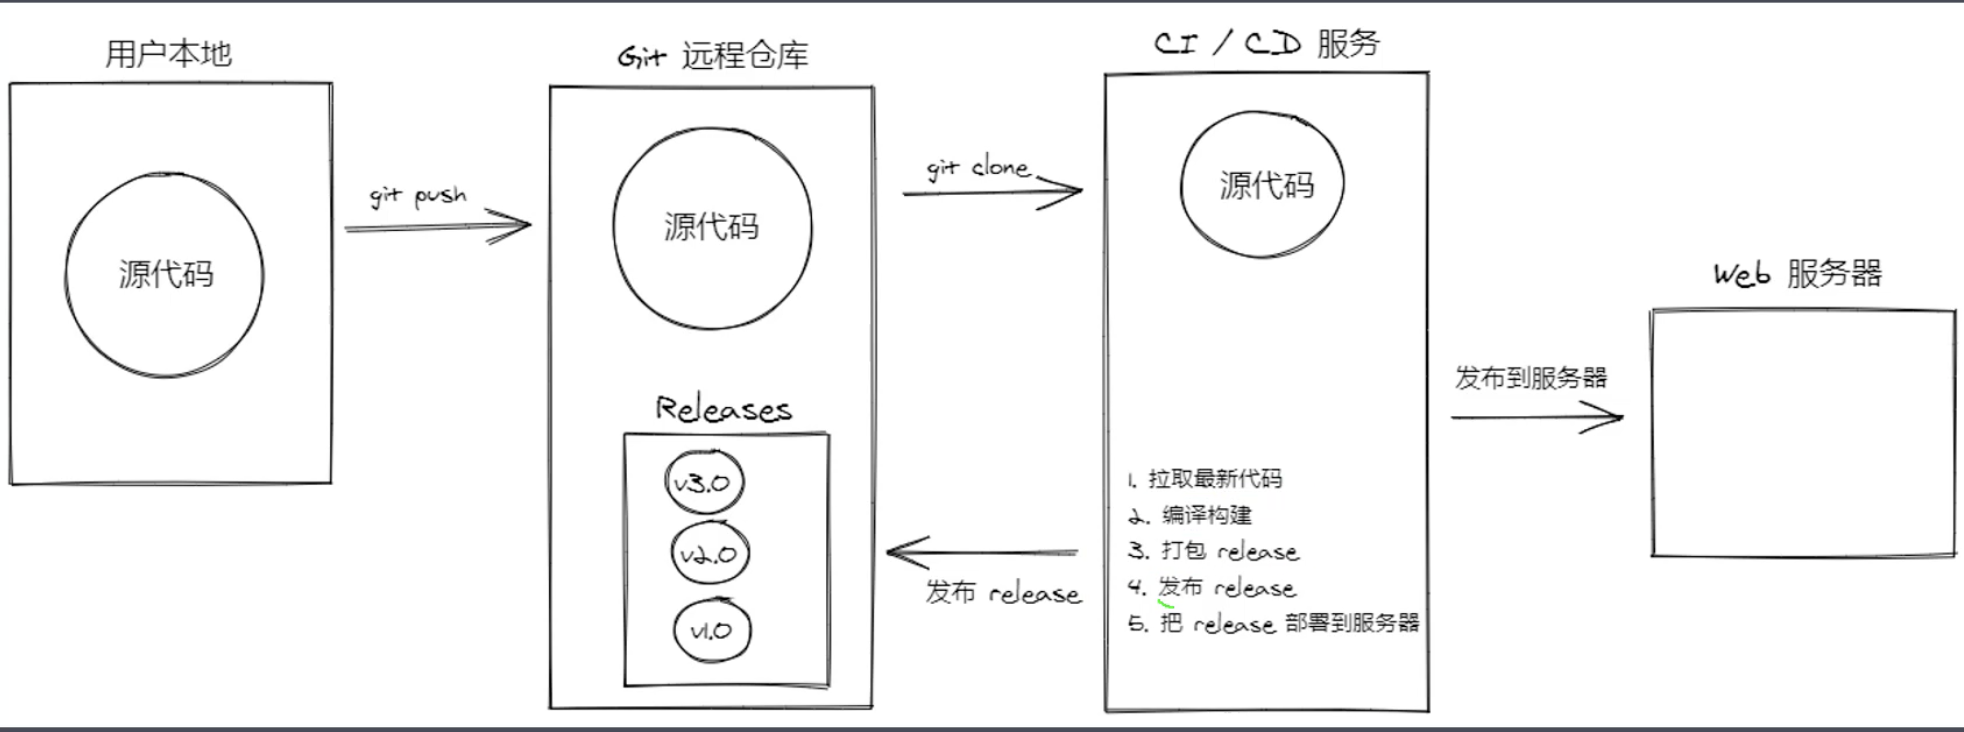 用户本地
源代码
git push
Git 远程仓库
源代码
Releases
v3.0
v2.0
v1.0
git clone
发布 release
CI / CD 服务
源代码
1. 拉取最新代码
2. 编译构建
3. 打包 release
4. 发布 release
5. 把 release 部署到服务器
发布到服务器
Web 服务器